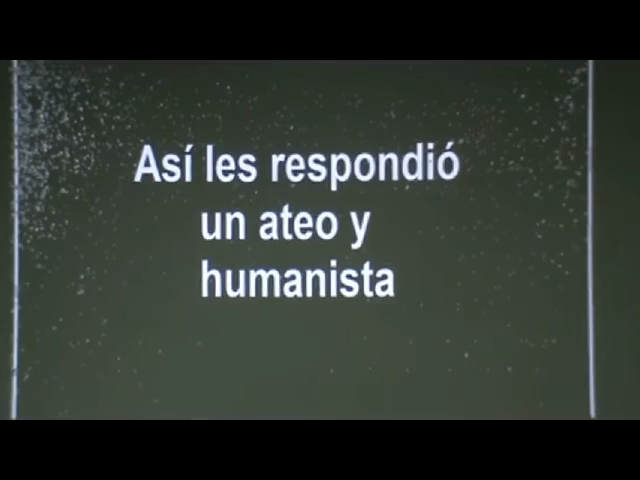 Así les respondió
un ateo y
humanista